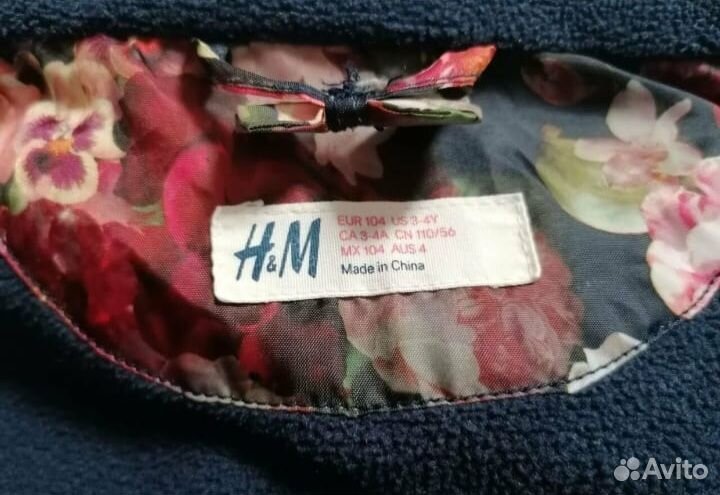 H&M
EUR 104 US 3-4Y
CA 3-4A CN 110/56
MX 104 AUS 4
Made in China
Avito